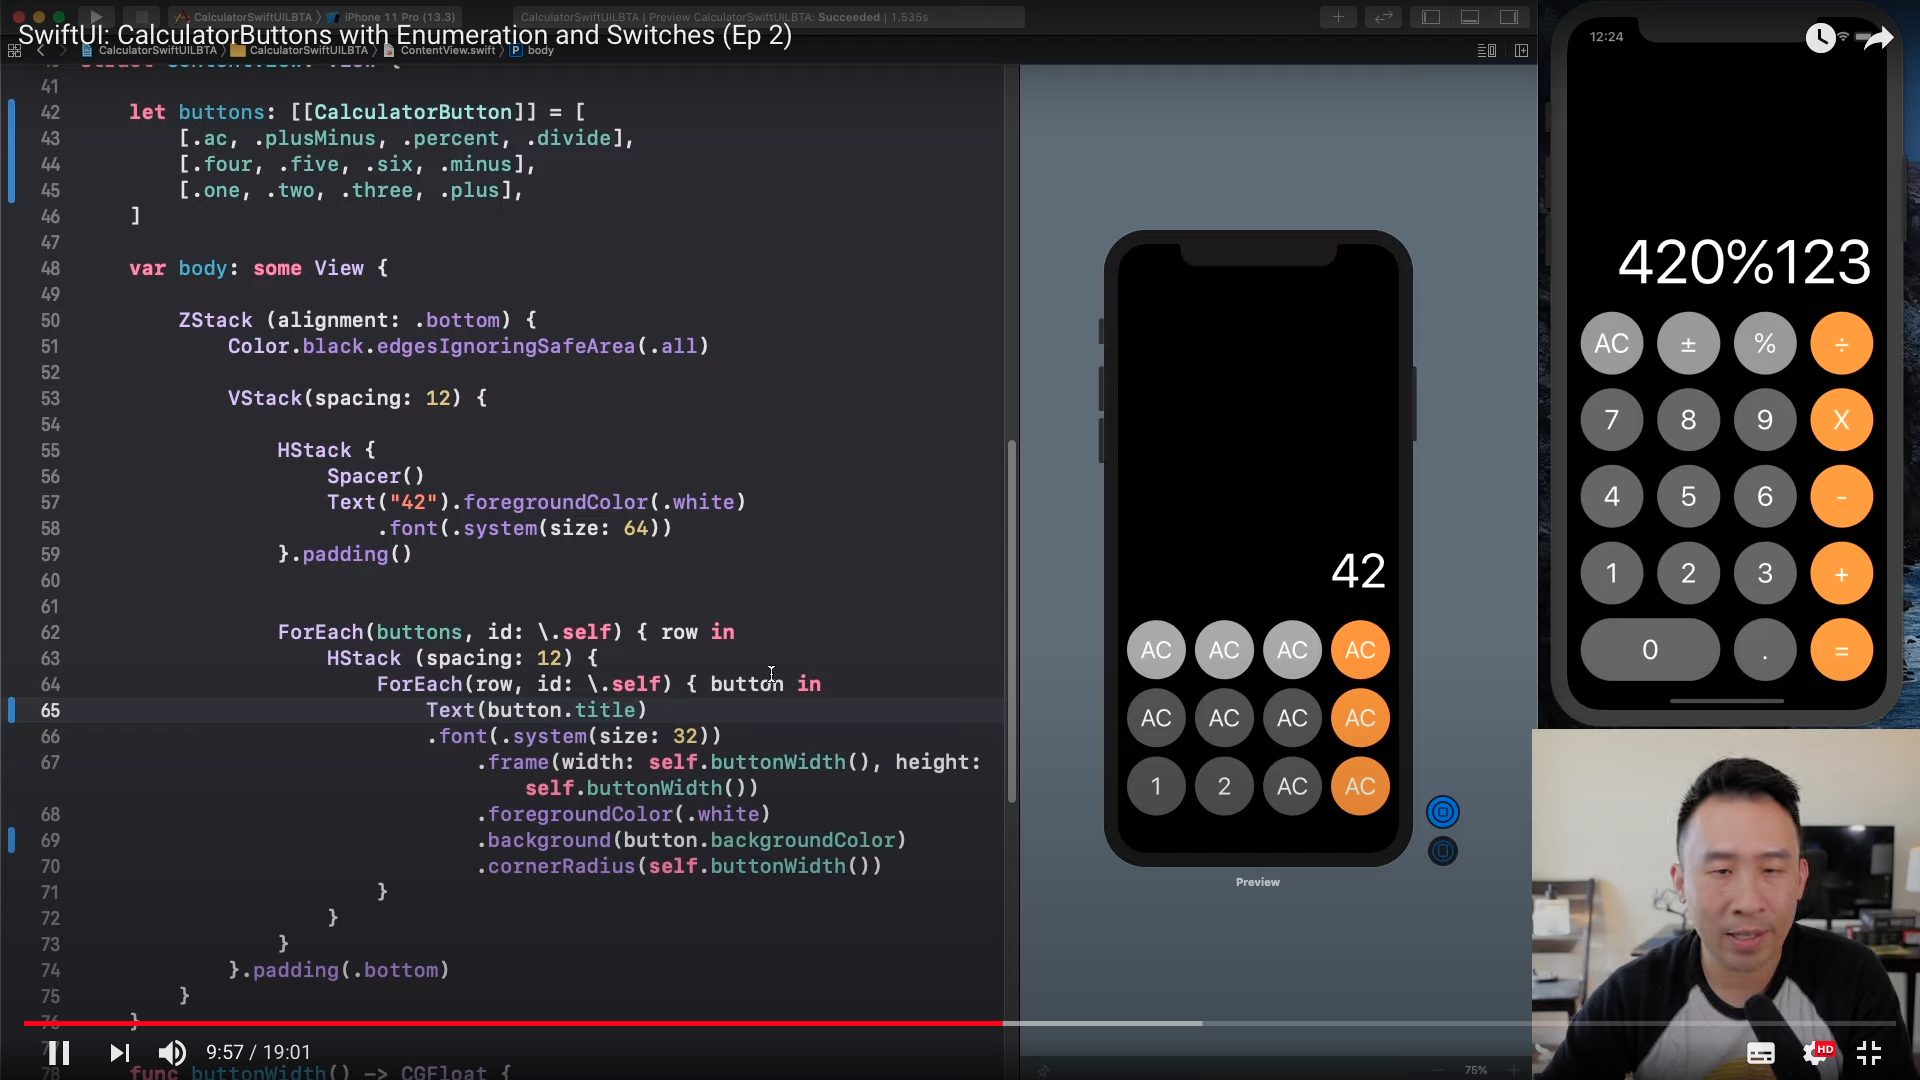 CalculatorSwiftUILBTA 〉 iPhone 11 Pro (13.3)
CalculatorSwiftUILBTA | Preview CalculatorSwiftUILBTA: Succeeded | 1.535s
SwiftUI: CalculatorButtons with Enumeration and Switches (Ep 2)
CalculatorSwiftUILBTA 〉 CalculatorSwiftUILBTA 〉 ContentView.swift 〉 P body
40 struct ContentView: View {
41
42 let buttons: [[CalculatorButton]] = [
43 [.ac, .plusMinus, .percent, .divide],
44 [.four, .five, .six, .minus],
45 [.one, .two, .three, .plus],
46 ]
47
48 var body: some View {
49
50 ZStack (alignment: .bottom) {
51 Color.black.edgesIgnoringSafeArea(.all)
52
53 VStack(spacing: 12) {
54
55 HStack {
56 Spacer()
57 Text("42").foregroundColor(.white)
58 .font(.system(size: 64))
59 }.padding()
60
61
62 ForEach(buttons, id: \.self) { row in
63 HStack (spacing: 12) {
64 ForEach(row, id: \.self) { button in
65 Text(button.title)
66 .font(.system(size: 32))
67 .frame(width: self.buttonWidth(), height:
self.buttonWidth())
68 .foregroundColor(.white)
69 .background(button.backgroundColor)
70 .cornerRadius(self.buttonWidth())
71 }
72 }
73 }
74 }.padding(.bottom)
75 }
76 }
77
78 func buttonWidth() -> CGFloat {
9:57 / 19:01
42
AC AC AC AC
AC AC AC AC
1 2 AC AC
Preview
75%
12:24
420%123
AC ± % ÷
7 8 9 X
4 5 6 -
1 2 3 +
0 . =
HD